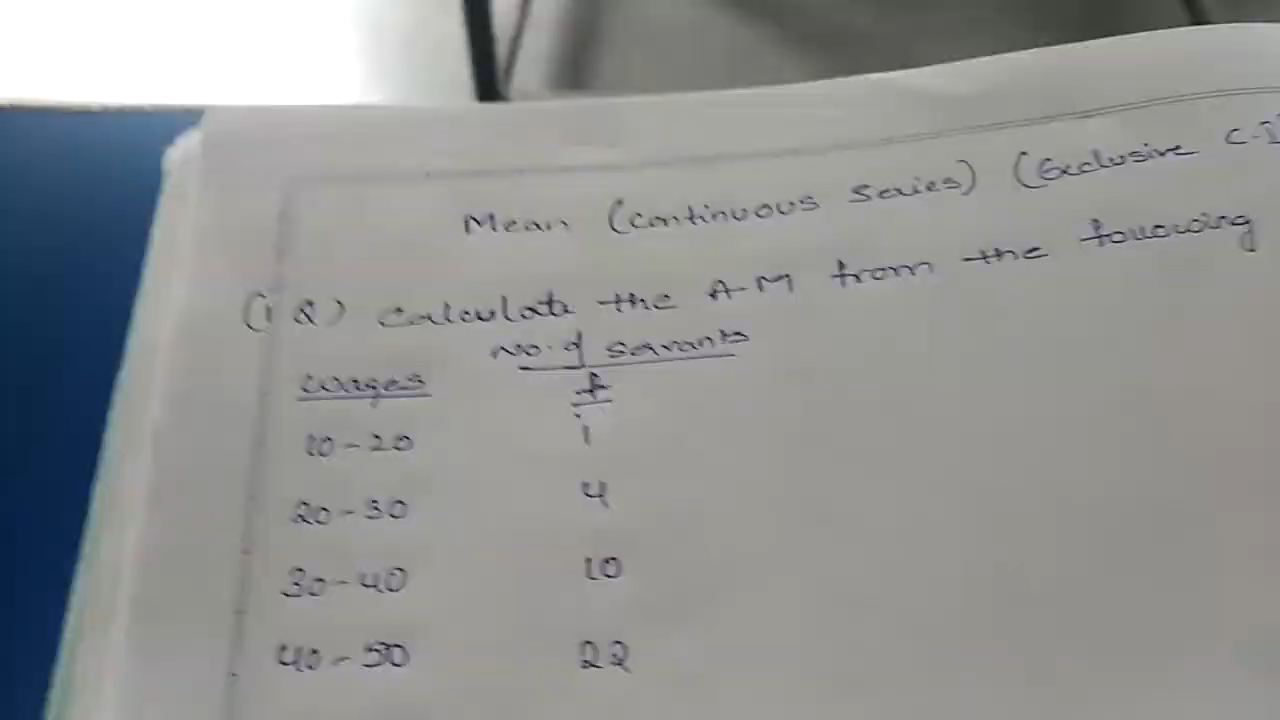 Mean (continuous Series) (Exclusive C.I
(1 Q) Calculate the A-M from the following
No. of Servants
Wages
f
10-20 1
20-30 4
30-40 10
40-50 22